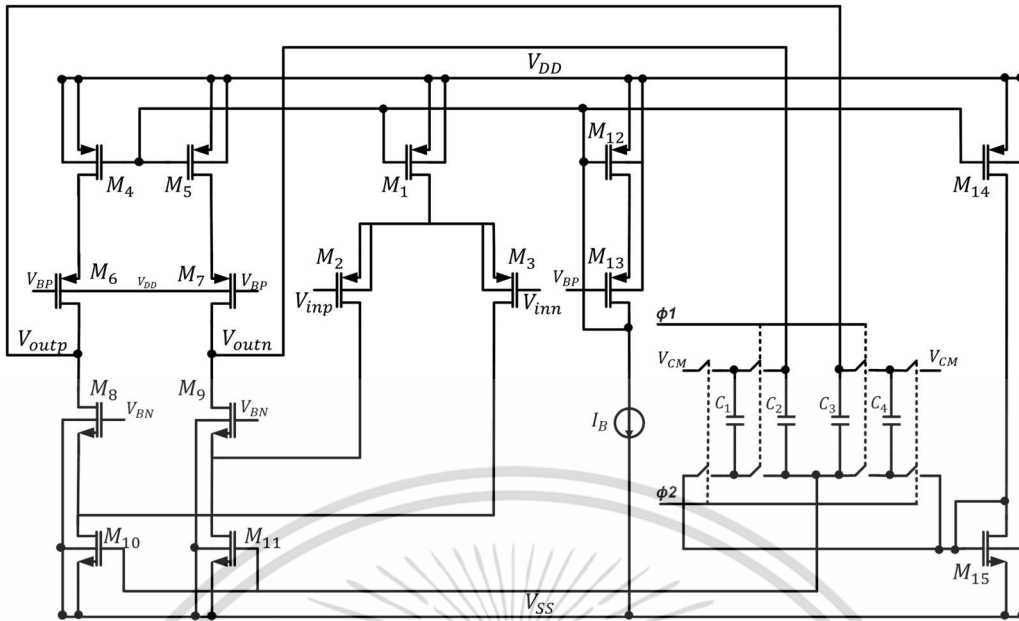 V_DD
M_12
M_4
M_5
M_1
M_14
V_BP
M_6
V_DD
M_7
V_BP
M_2
M_3
V_BP
M_13
V_inp
V_inn
V_outp
V_outn
ϕ1
V_CM
V_CM
M_8
V_BN
M_9
V_BN
I_B
C_1
C_2
C_3
C_4
ϕ2
M_10
M_11
M_15
V_SS